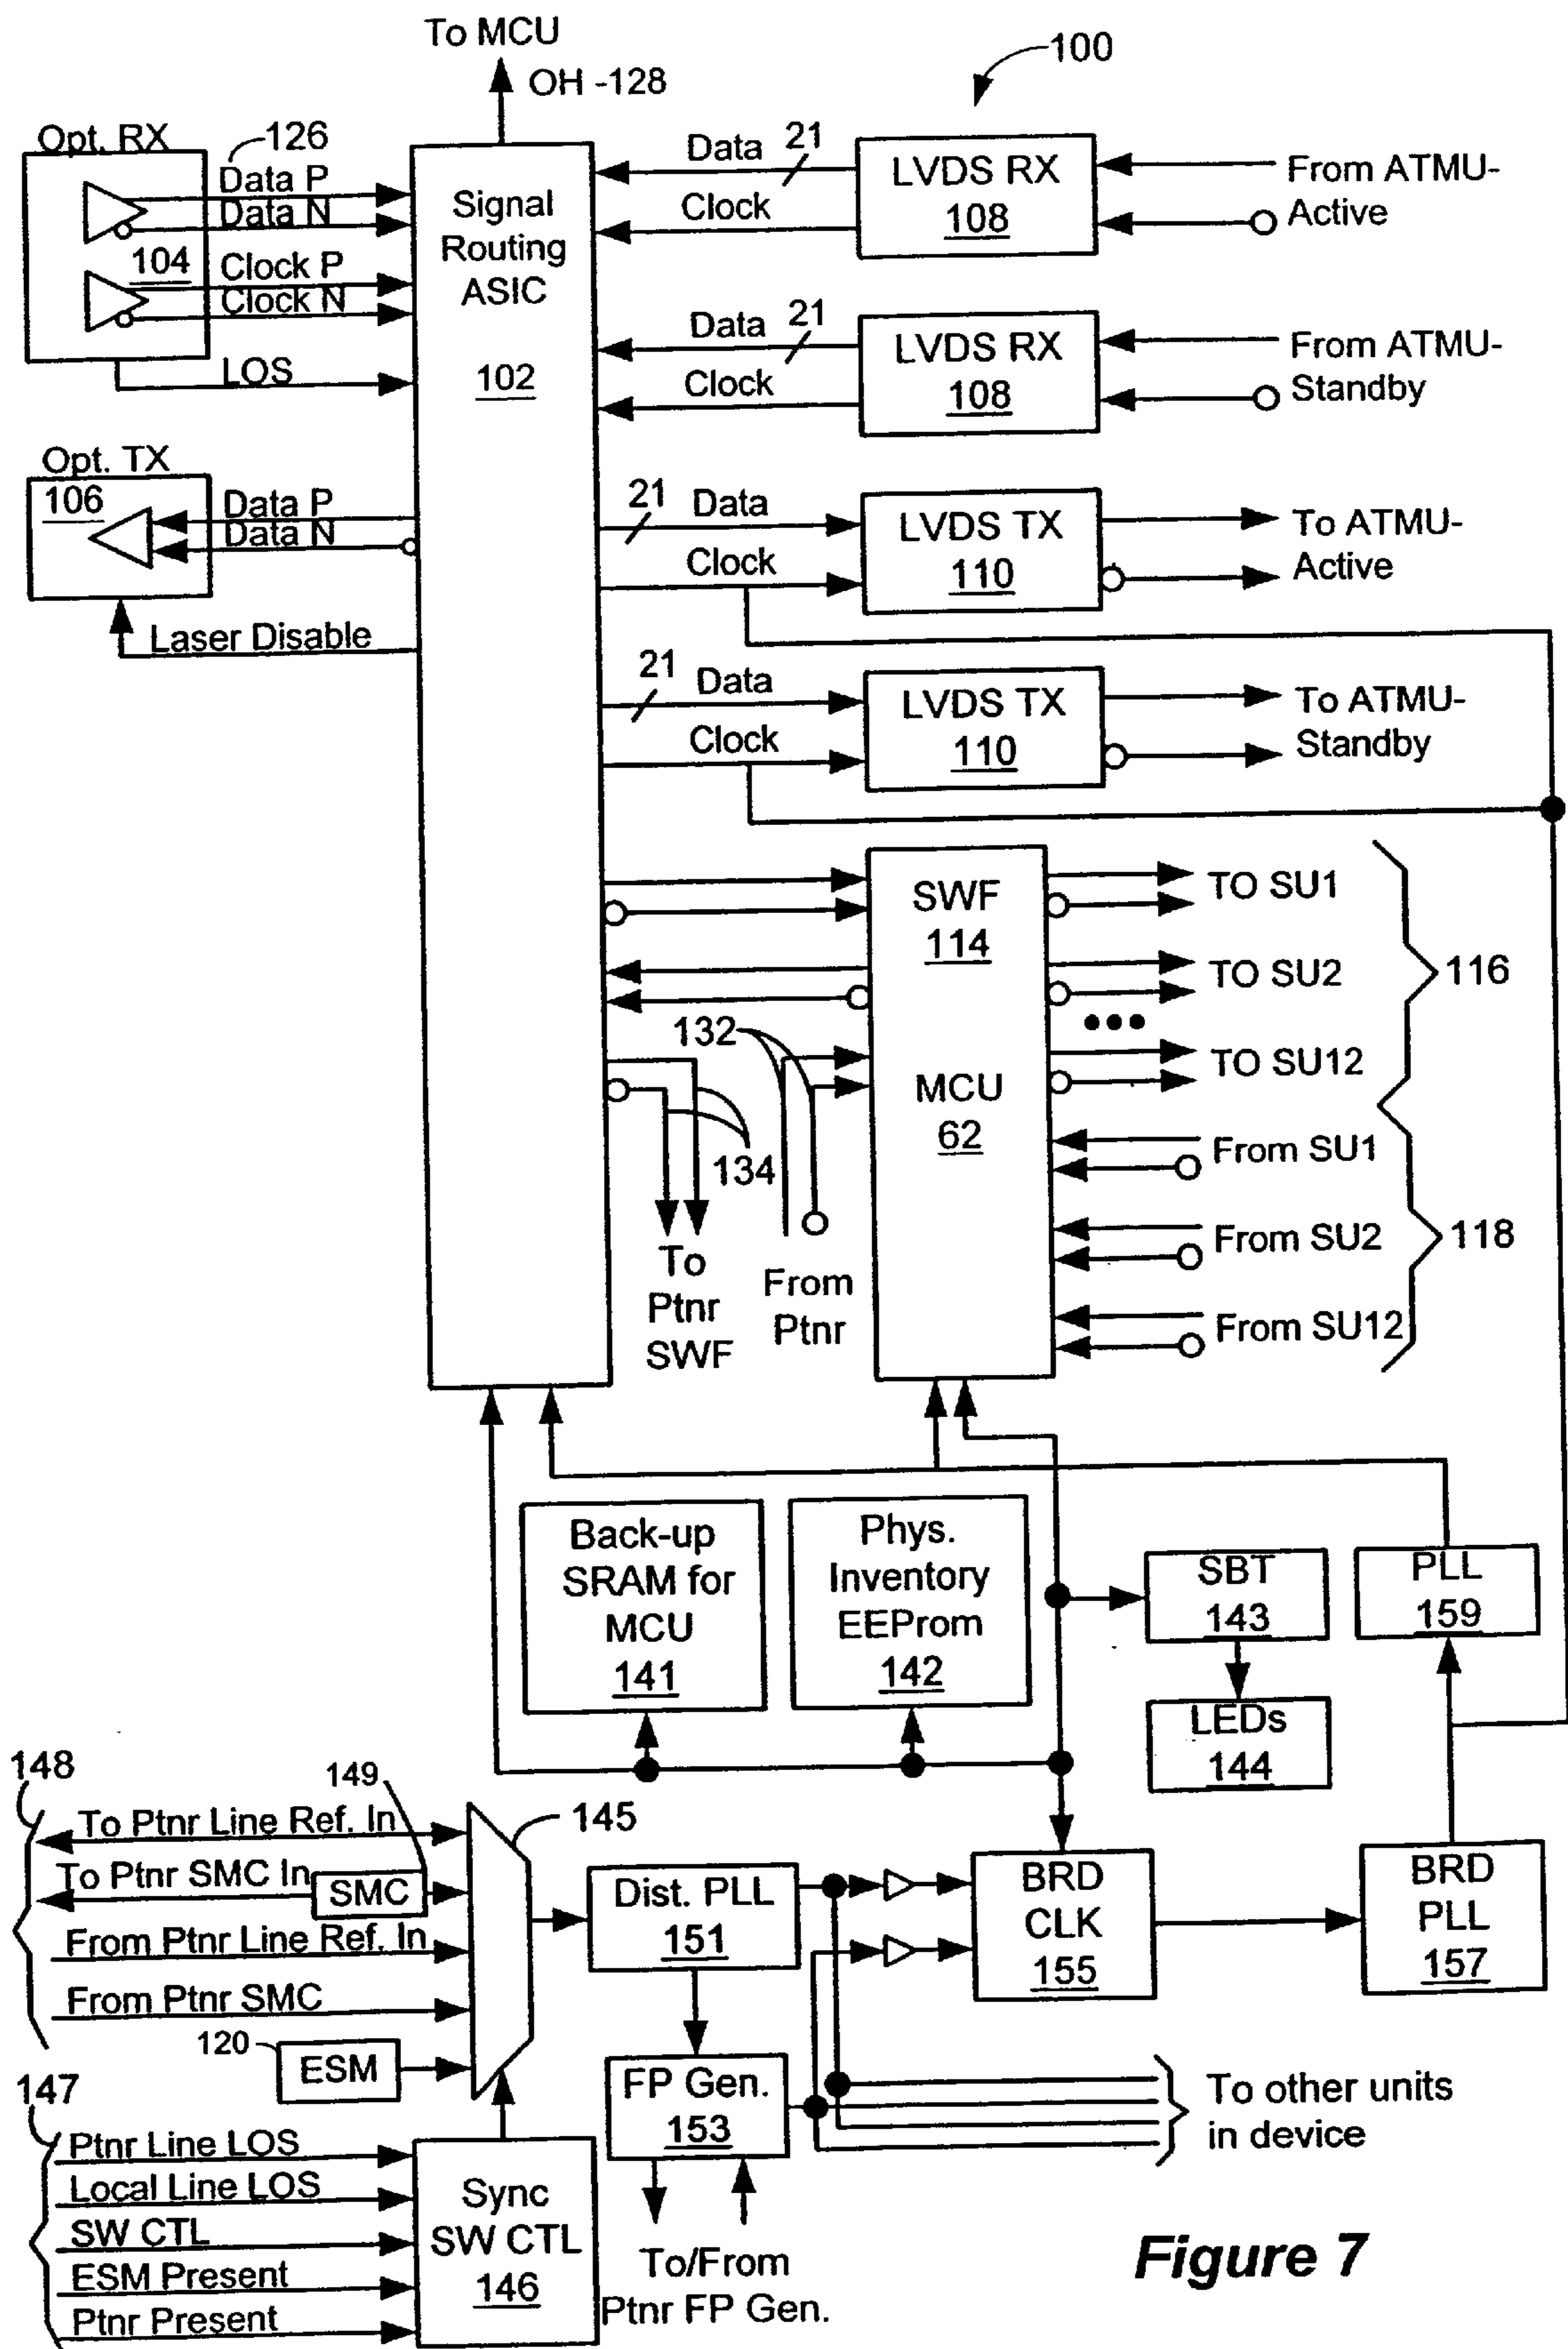 To MCU
OH -128
100
Opt. RX
126
Data P
Data N
104
Clock P
Clock N
LOS
Signal
Routing
ASIC
102
Data
21
Clock
LVDS RX
108
From ATMU-
Active
Data
21
Clock
LVDS RX
108
From ATMU-
Standby
Opt. TX
106
Data P
Data N
Laser Disable
21
Data
Clock
LVDS TX
110
To ATMU-
Active
21
Data
Clock
LVDS TX
110
To ATMU-
Standby
SWF
114
MCU
62
TO SU1
TO SU2
TO SU12
116
From SU1
From SU2
From SU12
118
132
134
To
Ptnr
SWF
From
Ptnr
Back-up
SRAM for
MCU
141
Phys.
Inventory
EEProm
142
SBT
143
LEDs
144
PLL
159
148
149
To Ptnr Line Ref. In
145
To Ptnr SMC In
SMC
From Ptnr Line Ref. In
From Ptnr SMC
120
ESM
Dist. PLL
151
BRD
CLK
155
BRD
PLL
157
FP Gen.
153
To other units
in device
147
Ptnr Line LOS
Local Line LOS
SW CTL
ESM Present
Ptnr Present
Sync
SW CTL
146
To/From
Ptnr FP Gen.
Figure 7